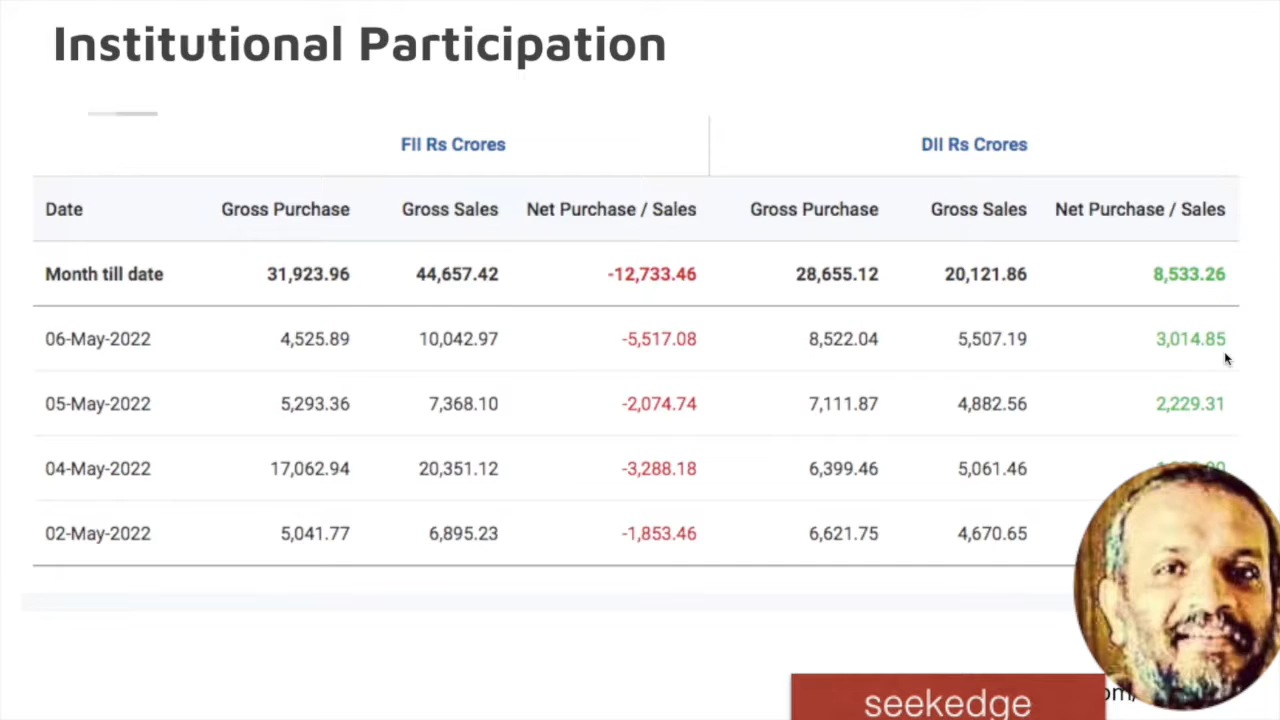 Institutional Participation
FII Rs Crores DII Rs Crores
Date Gross Purchase Gross Sales Net Purchase / Sales Gross Purchase Gross Sales Net Purchase / Sales
Month till date 31,923.96 44,657.42 -12,733.46 28,655.12 20,121.86 8,533.26
06-May-2022 4,525.89 10,042.97 -5,517.08 8,522.04 5,507.19 3,014.85
05-May-2022 5,293.36 7,368.10 -2,074.74 7,111.87 4,882.56 2,229.31
04-May-2022 17,062.94 20,351.12 -3,288.18 6,399.46 5,061.46
02-May-2022 5,041.77 6,895.23 -1,853.46 6,621.75 4,670.65
seekedge